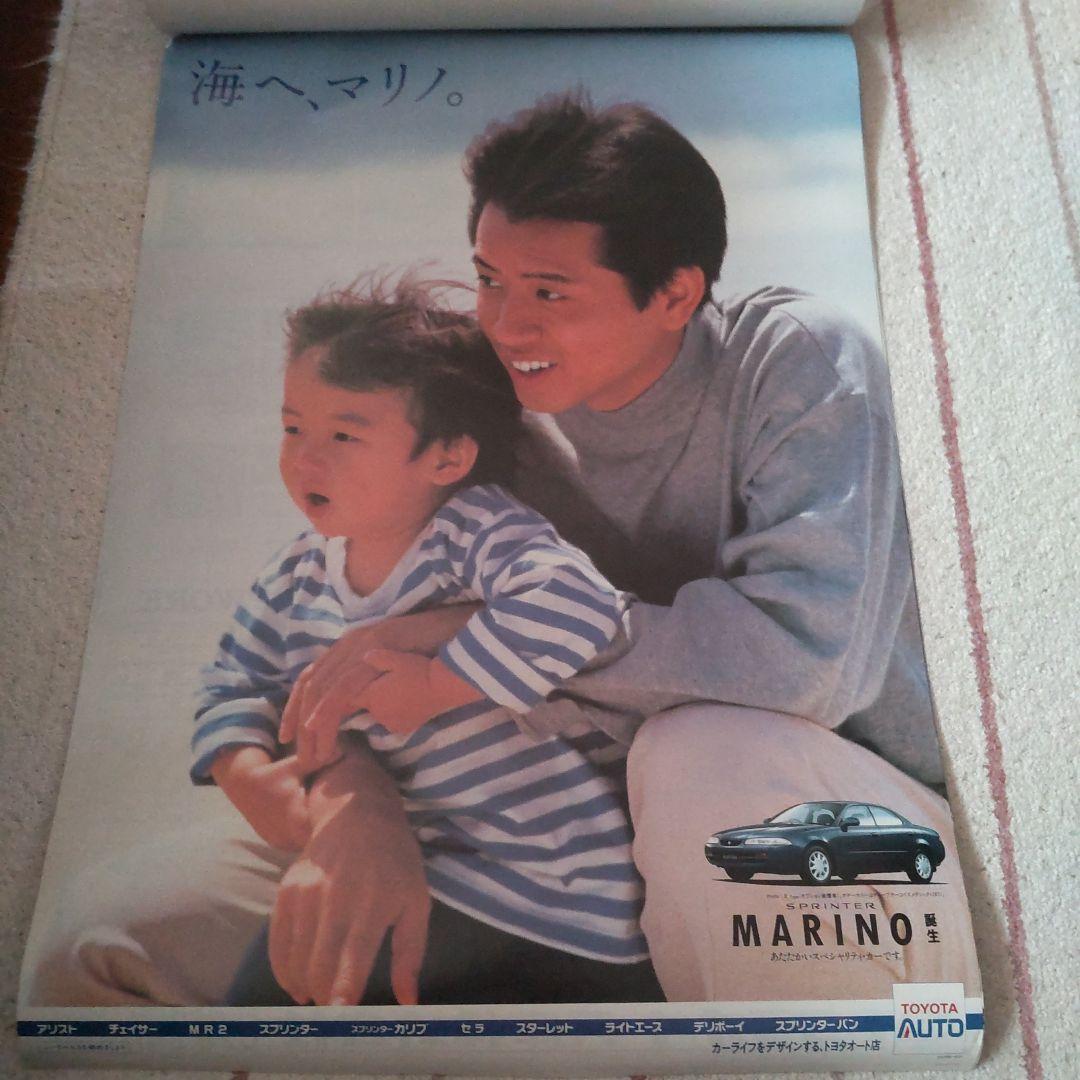 海へ、マリノ。
SPRINTER
MARINO 誕生
あたたかいスペシャリティ・カーです。
アリスト チェイサー MR2 スプリンター スプリンターカリブ セラ スターレット ライトエース デリボーイ スプリンターバン
TOYOTA
AUTO
カーライフをデザインする、トヨタオート店